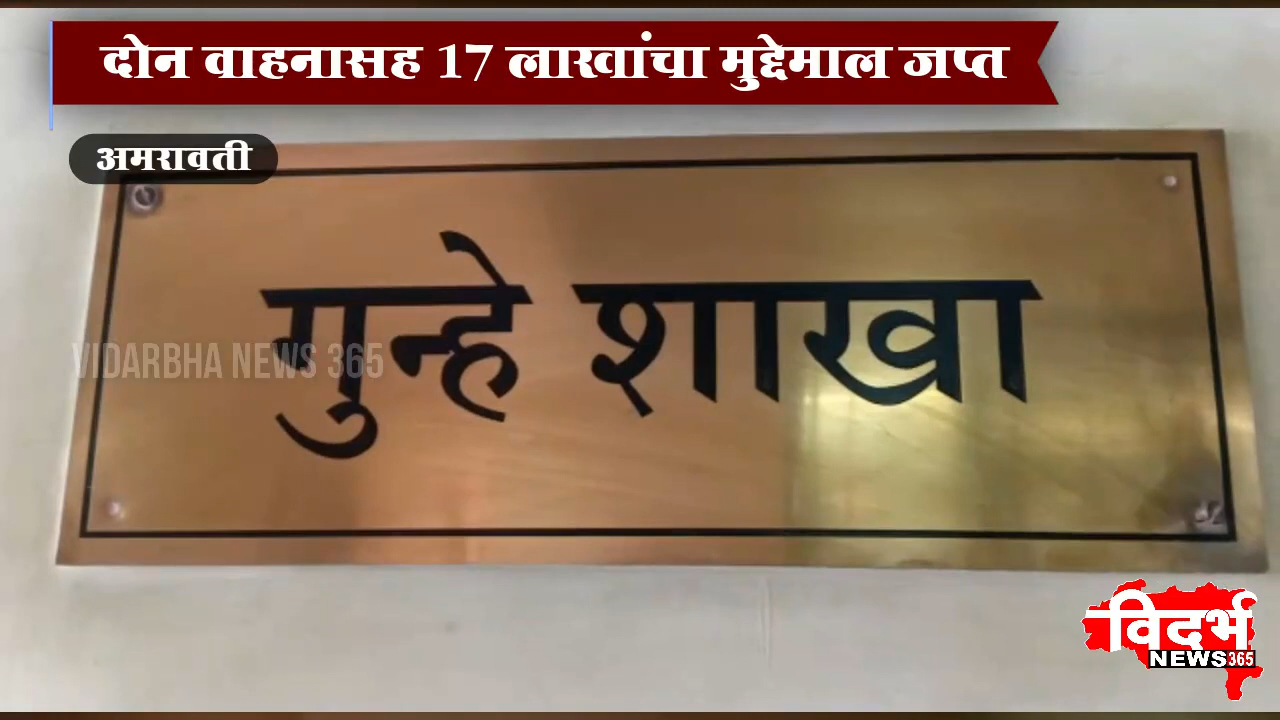 दोन वाहनासह 17 लाखांचा मुद्देमाल जप्त
अमरावती
गुन्हे शाखा
VIDARBHA NEWS 365
विदर्भ
NEWS365